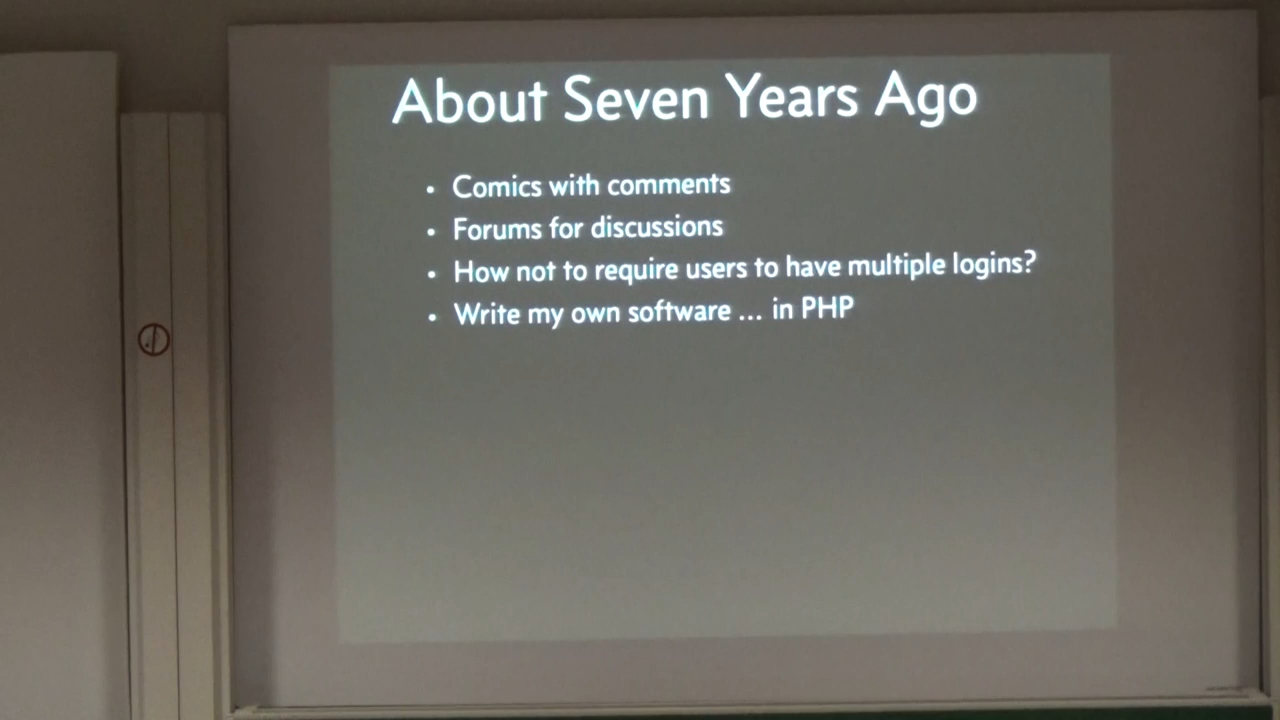 About Seven Years Ago
• Comics with comments
• Forums for discussions
• How not to require users to have multiple logins?
• Write my own software ... in PHP